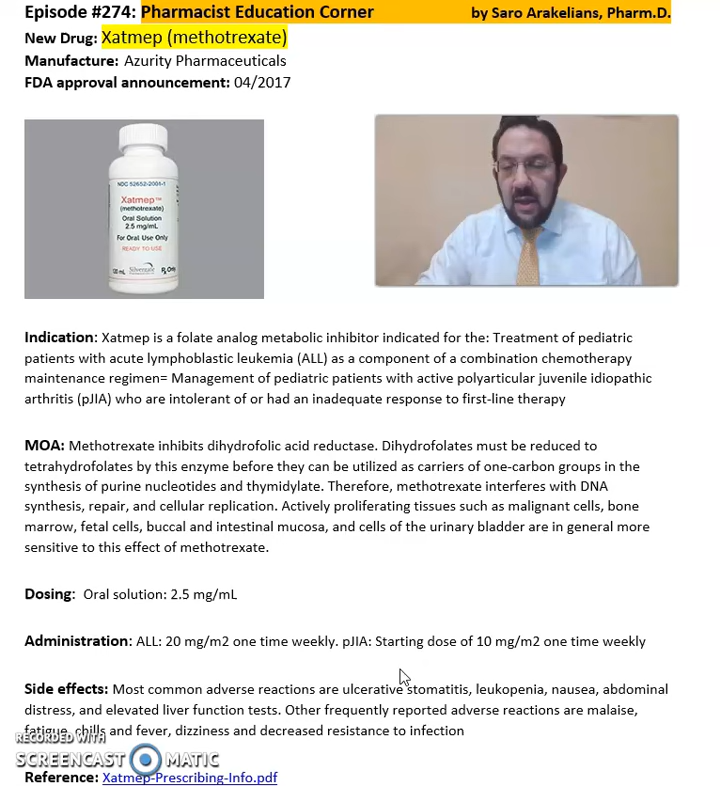 Episode #274: Pharmacist Education Corner by Saro Arakelians, Pharm.D.
New Drug: Xatmep (methotrexate)
Manufacture: Azurity Pharmaceuticals
FDA approval announcement: 04/2017
NDC 52652-2001-1
Xatmep™
(methotrexate)
Oral Solution
2.5 mg/mL
For Oral Use Only
READY TO USE
120 mL Silvergate Rx Only
Indication: Xatmep is a folate analog metabolic inhibitor indicated for the: Treatment of pediatric
patients with acute lymphoblastic leukemia (ALL) as a component of a combination chemotherapy
maintenance regimen= Management of pediatric patients with active polyarticular juvenile idiopathic
arthritis (pJIA) who are intolerant of or had an inadequate response to first-line therapy
MOA: Methotrexate inhibits dihydrofolic acid reductase. Dihydrofolates must be reduced to
tetrahydrofolates by this enzyme before they can be utilized as carriers of one-carbon groups in the
synthesis of purine nucleotides and thymidylate. Therefore, methotrexate interferes with DNA
synthesis, repair, and cellular replication. Actively proliferating tissues such as malignant cells, bone
marrow, fetal cells, buccal and intestinal mucosa, and cells of the urinary bladder are in general more
sensitive to this effect of methotrexate.
Dosing: Oral solution: 2.5 mg/mL
Administration: ALL: 20 mg/m2 one time weekly. pJIA: Starting dose of 10 mg/m2 one time weekly
Side effects: Most common adverse reactions are ulcerative stomatitis, leukopenia, nausea, abdominal
distress, and elevated liver function tests. Other frequently reported adverse reactions are malaise,
fatigue, chills and fever, dizziness and decreased resistance to infection
RECORDED WITH
SCREENCAST MATIC
Reference: Xatmep-Prescribing-Info.pdf